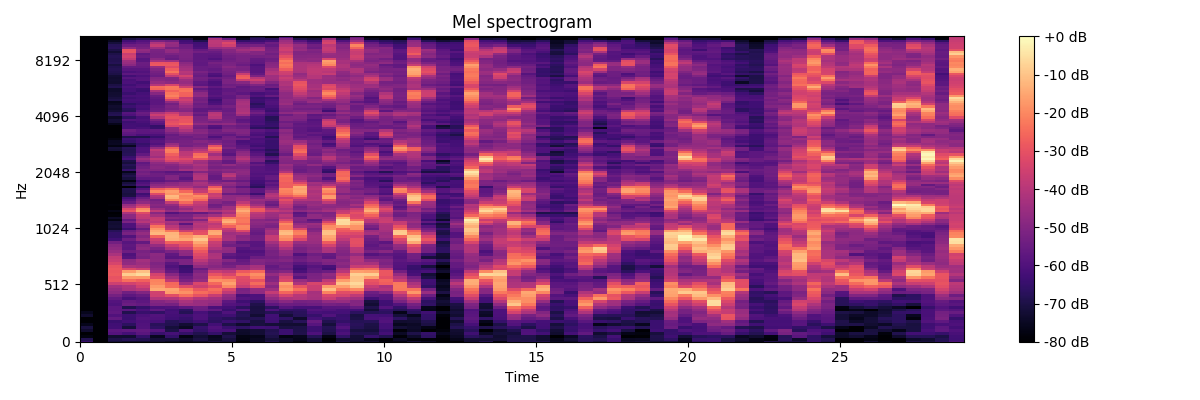 Mel spectrogram
Hz
8192
4096
2048
1024
512
0
0 5 10 15 20 25
Time
+0 dB
-10 dB
-20 dB
-30 dB
-40 dB
-50 dB
-60 dB
-70 dB
-80 dB